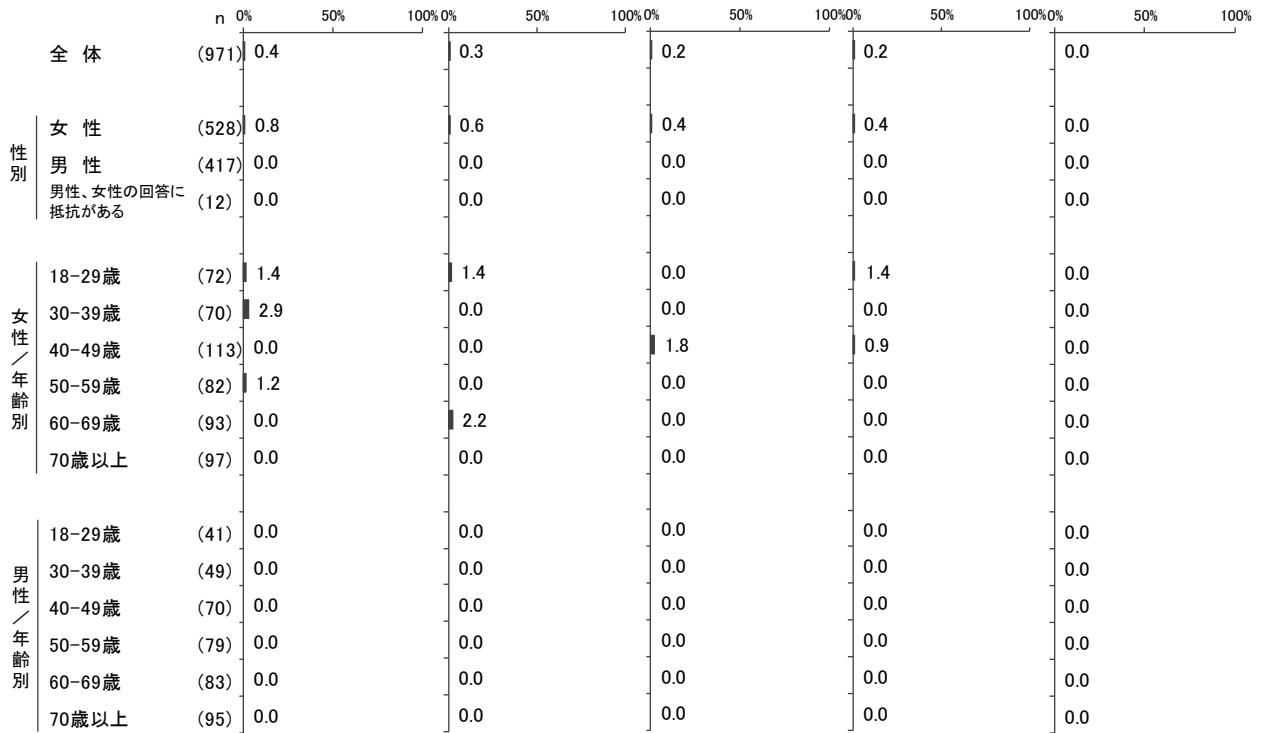 n 0% 50% 100% 0% 50% 100% 0% 50% 100% 0% 50% 100% 0% 50% 100%
全 体 (971) 0.4 0.3 0.2 0.2 0.0
性別
女 性 (528) 0.8 0.6 0.4 0.4 0.0
男 性 (417) 0.0 0.0 0.0 0.0 0.0
男性、女性の回答に
抵抗がある (12) 0.0 0.0 0.0 0.0 0.0
女性／年齢別
18-29歳 (72) 1.4 1.4 0.0 1.4 0.0
30-39歳 (70) 2.9 0.0 0.0 0.0 0.0
40-49歳 (113) 0.0 0.0 1.8 0.9 0.0
50-59歳 (82) 1.2 0.0 0.0 0.0 0.0
60-69歳 (93) 0.0 2.2 0.0 0.0 0.0
70歳以上 (97) 0.0 0.0 0.0 0.0 0.0
男性／年齢別
18-29歳 (41) 0.0 0.0 0.0 0.0 0.0
30-39歳 (49) 0.0 0.0 0.0 0.0 0.0
40-49歳 (70) 0.0 0.0 0.0 0.0 0.0
50-59歳 (79) 0.0 0.0 0.0 0.0 0.0
60-69歳 (83) 0.0 0.0 0.0 0.0 0.0
70歳以上 (95) 0.0 0.0 0.0 0.0 0.0